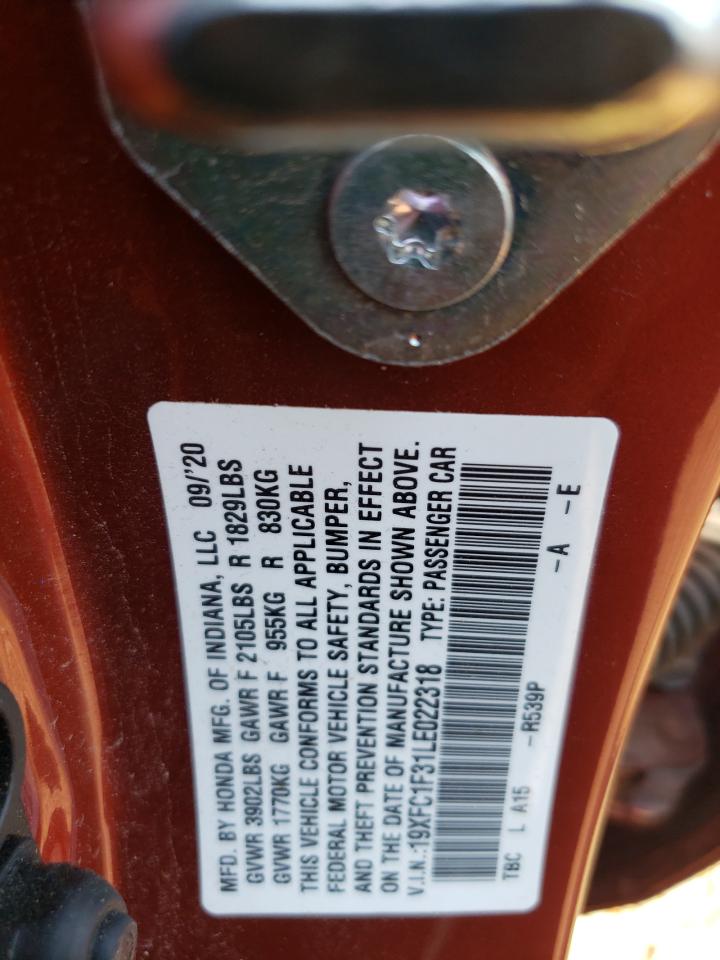 MFD. BY HONDA MFG. OF INDIANA, LLC 09/'20
GVWR 3902LBS GAWR F 2105LBS R 1829LBS
GVWR 1770KG GAWR F 955KG R 830KG
THIS VEHICLE CONFORMS TO ALL APPLICABLE
FEDERAL MOTOR VEHICLE SAFETY, BUMPER,
AND THEFT PREVENTION STANDARDS IN EFFECT
ON THE DATE OF MANUFACTURE SHOWN ABOVE.
V.I.N.:19XFC1F31LE022318 TYPE: PASSENGER CAR
TBC L A15 -R539P -A -E